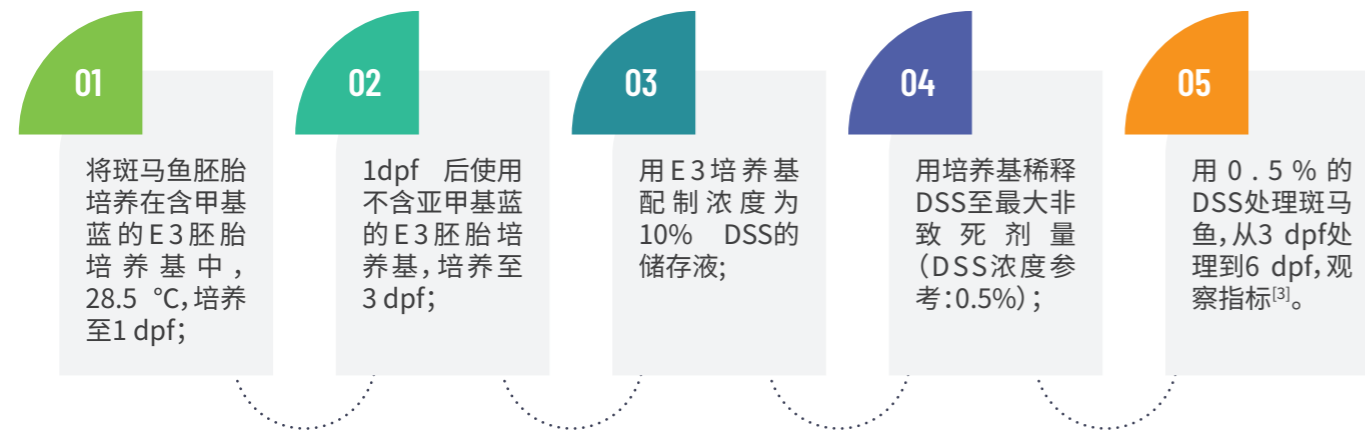 01
将斑马鱼胚胎
培养在含甲基
蓝的E3胚胎
培养基中，
28.5 ℃，培养
至1 dpf；
02
1dpf 后使用
不含亚甲基蓝
的E3胚胎培
养基，培养至
3 dpf；
03
用E3培养基
配制浓度为
10% DSS的
储存液；
04
用培养基稀释
DSS至最大非
致死剂量
（DSS浓度参
考：0.5%）；
05
用0.5%的
DSS处理斑马
鱼，从3 dpf处
理到6 dpf，观
察指标[3]。